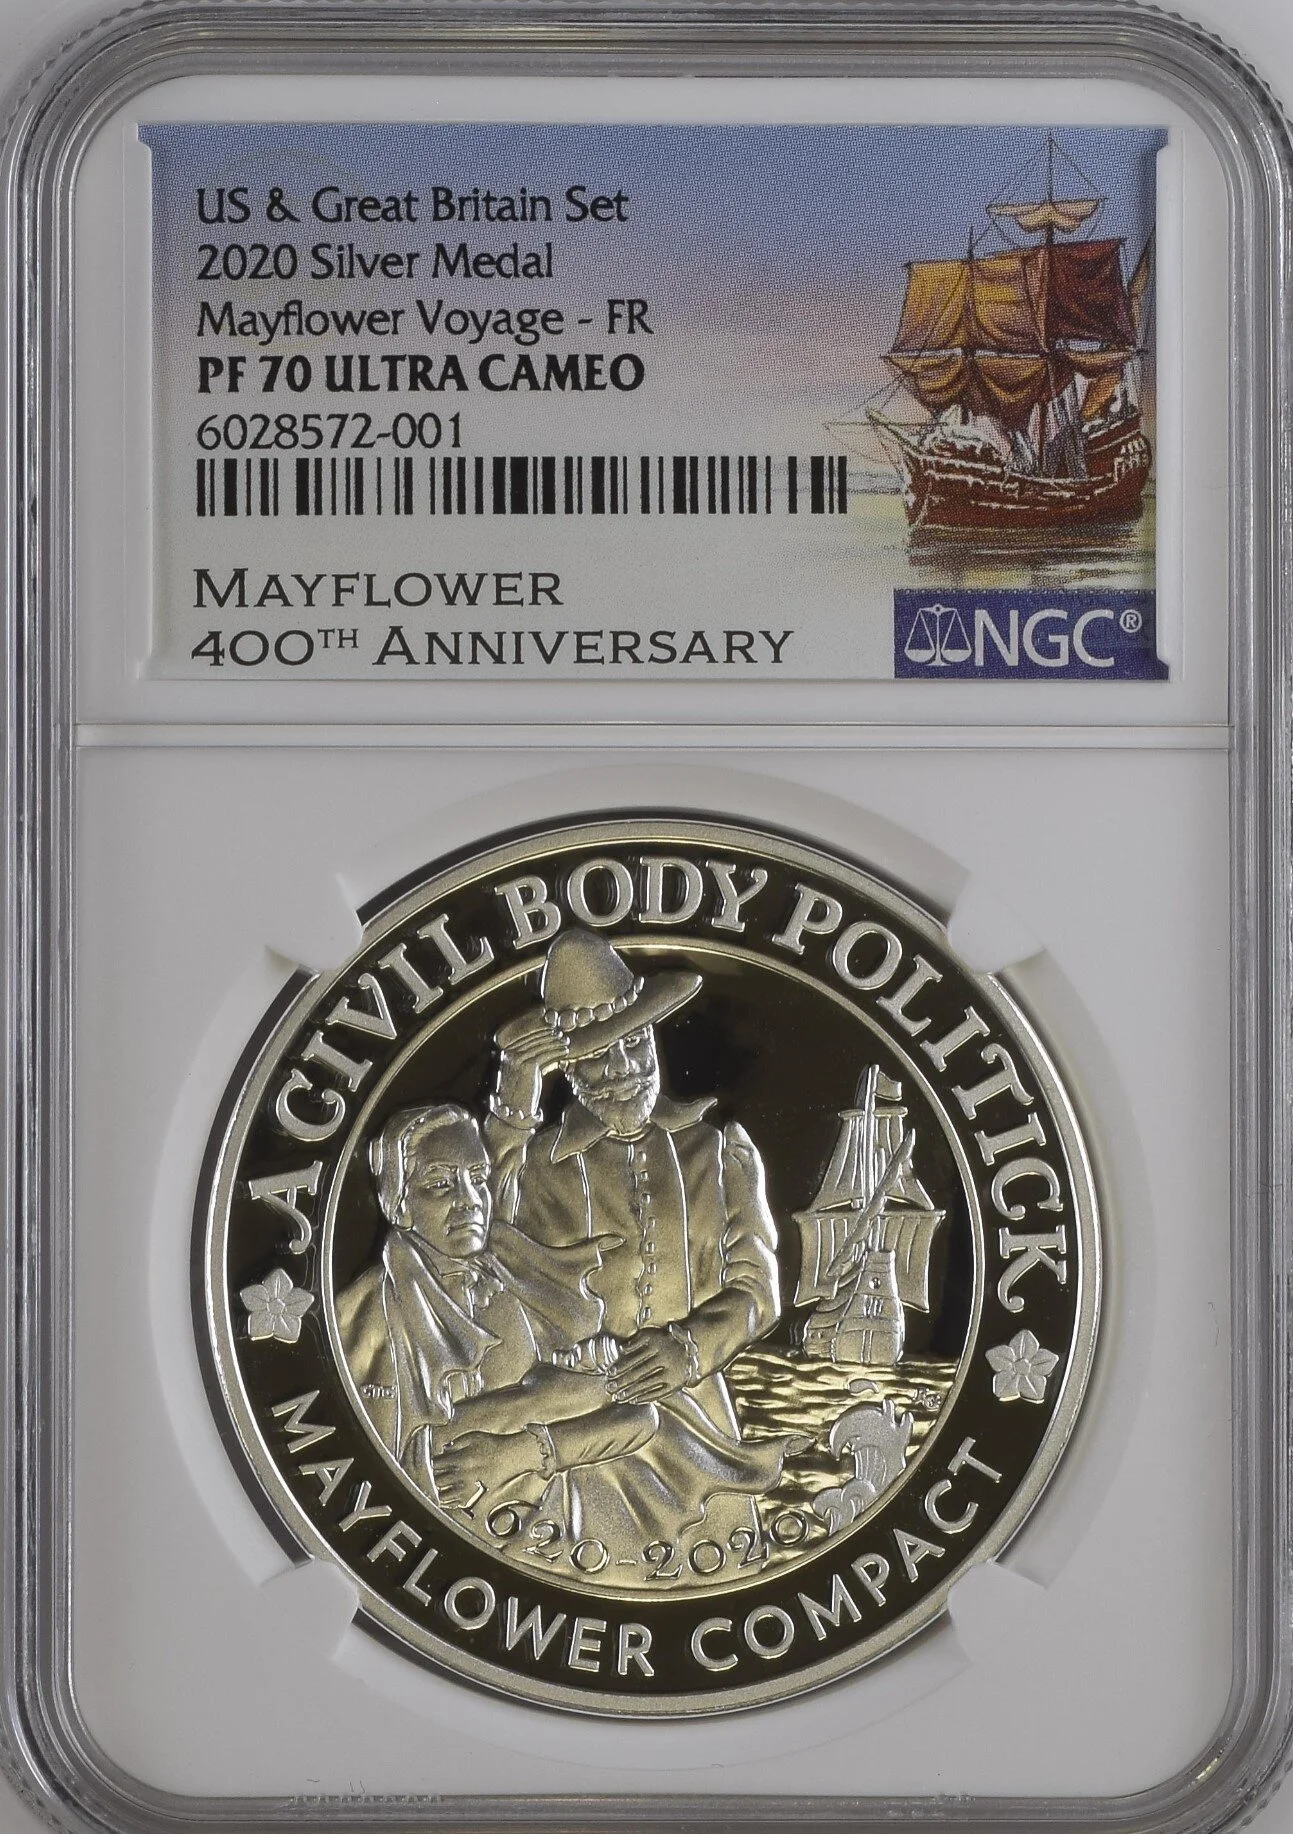 US & Great Britain Set
2020 Silver Medal
Mayflower Voyage - FR
PF 70 ULTRA CAMEO
6028572-001
MAYFLOWER
400TH ANNIVERSARY
NGC®
A CIVIL BODY POLITICK
1620-2020
MAYFLOWER COMPACT